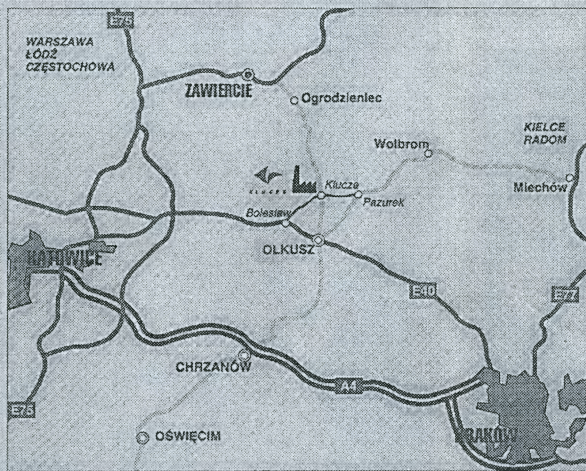 E75
WARSZAWA
ŁÓDŹ
CZĘSTOCHOWA
ZAWIERCIE
Ogrodzieniec
KIELCE
RADOM
Wolbrom
Miechów
KLUCZE
Klucze
Pazurek
Bolesław
OLKUSZ
KATOWICE
E40
E77
CHRZANÓW
A4
E75
OŚWIĘCIM
KRAKÓW